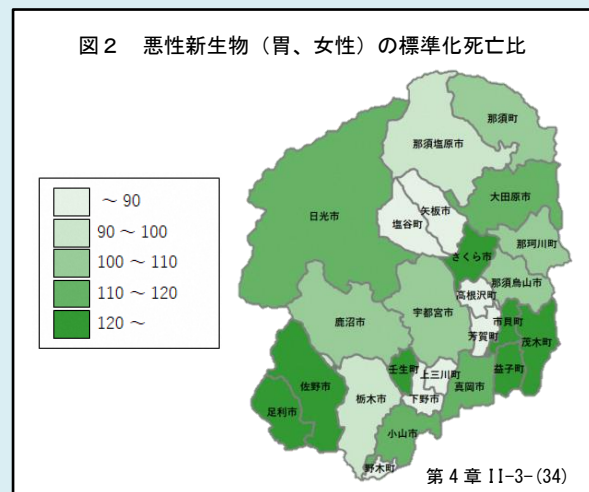 図２　悪性新生物（胃、女性）の標準化死亡比
～ 90
90 ～ 100
100 ～ 110
110 ～ 120
120 ～
那須町
那須塩原市
大田原市
日光市
矢板市
塩谷町
那珂川町
さくら市
那須烏山市
高根沢町
宇都宮市
鹿沼市
市貝町
芳賀町
茂木町
壬生町
上三川町
益子町
真岡市
佐野市
栃木市
下野市
足利市
小山市
野木町
第４章 II-3-(34)